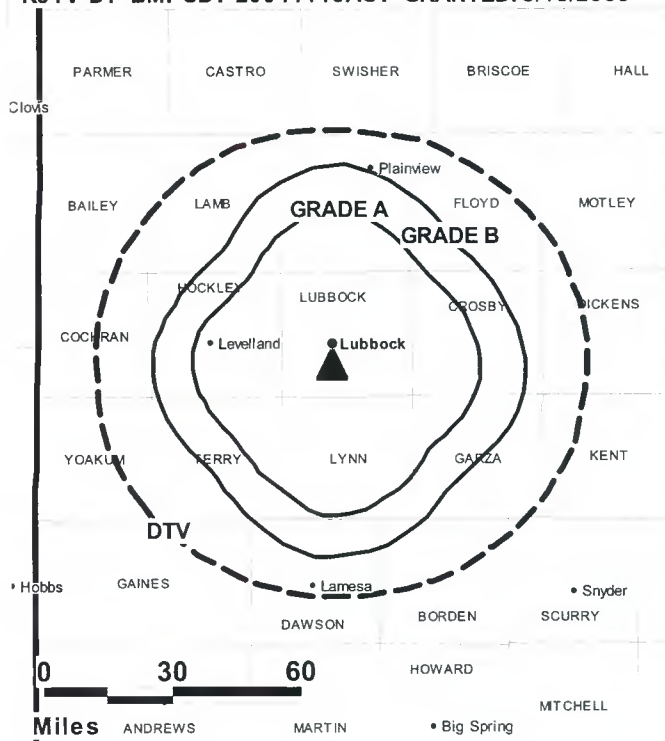 PARMER CASTRO SWISHER BRISCOE HALL
Clovis
Plainview
BAILEY LAMB FLOYD MOTLEY
GRADE A
GRADE B
HOCKLEY LUBBOCK CROSBY DICKENS
COCHRAN Levelland Lubbock
YOAKUM TERRY LYNN GARZA KENT
DTV
Hobbs GAINES Lamesa Snyder
DAWSON BORDEN SCURRY
HOWARD
0 30 60
MITCHELL
Miles ANDREWS MARTIN Big Spring